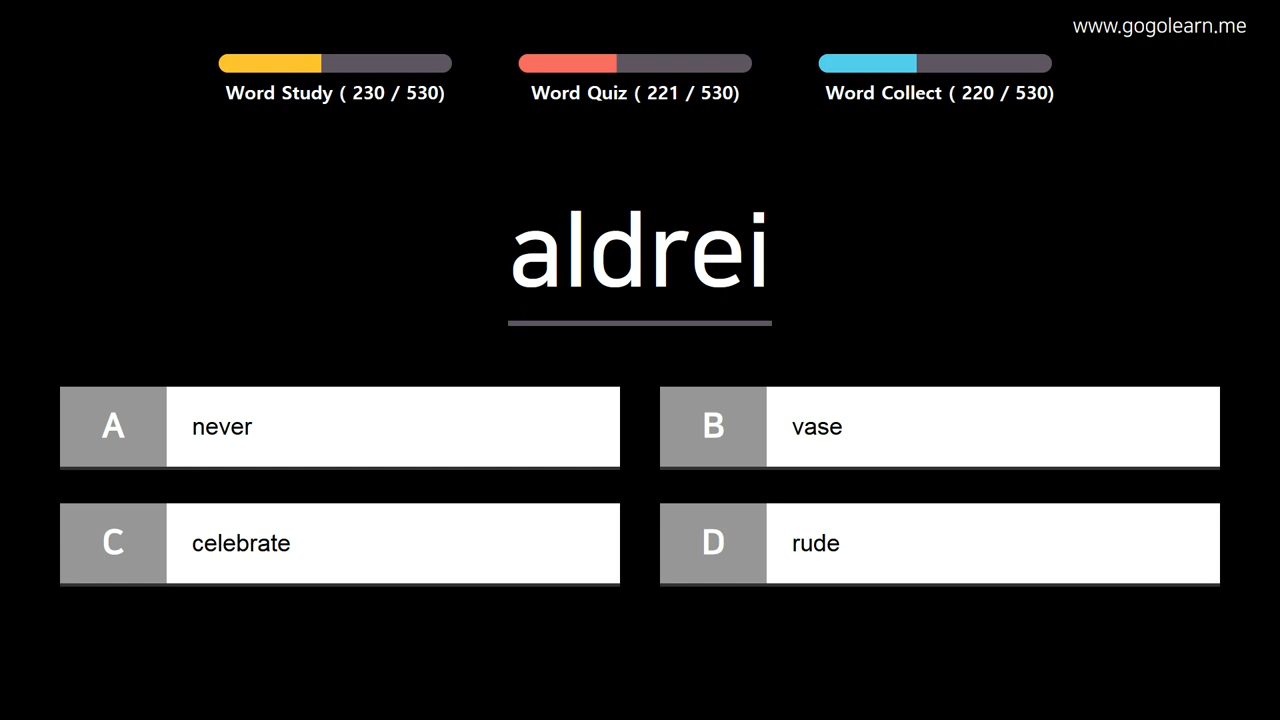 www.gogolearn.me
Word Study ( 230 / 530)
Word Quiz ( 221 / 530)
Word Collect ( 220 / 530)
aldrei
A
never
B
vase
C
celebrate
D
rude